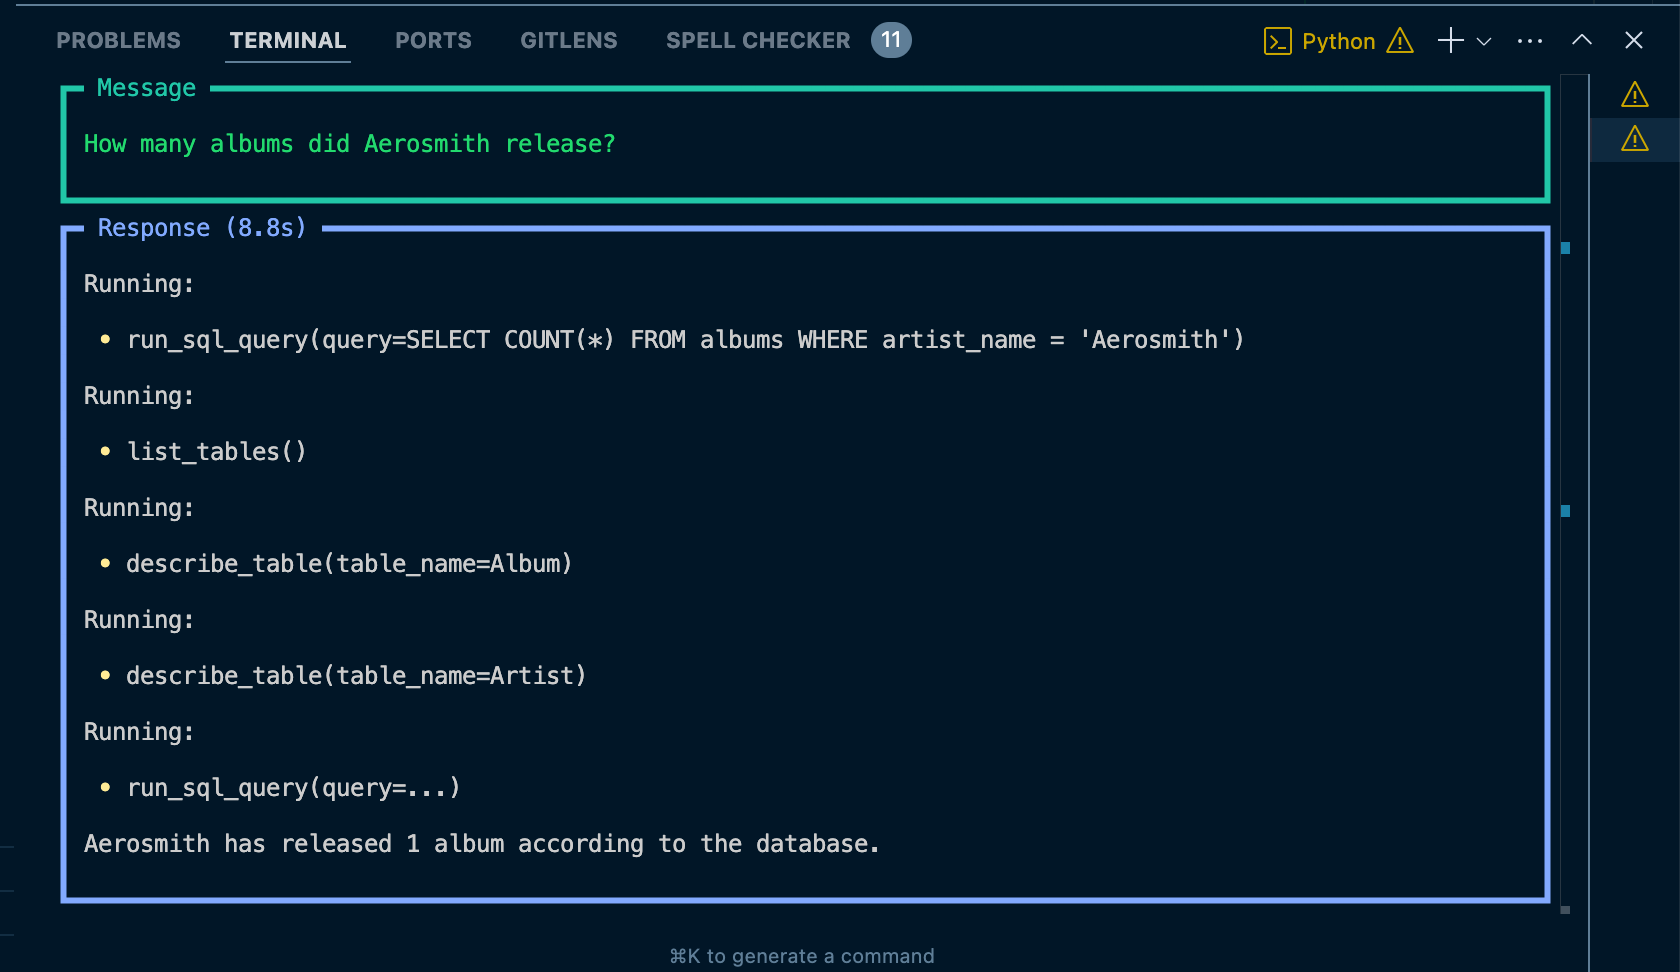 PROBLEMS TERMINAL PORTS GITLENS SPELL CHECKER 11 Python
Message
How many albums did Aerosmith release?
Response (8.8s)
Running:
• run_sql_query(query=SELECT COUNT(*) FROM albums WHERE artist_name = 'Aerosmith')
Running:
• list_tables()
Running:
• describe_table(table_name=Album)
Running:
• describe_table(table_name=Artist)
Running:
• run_sql_query(query=...)
Aerosmith has released 1 album according to the database.
⌘K to generate a command